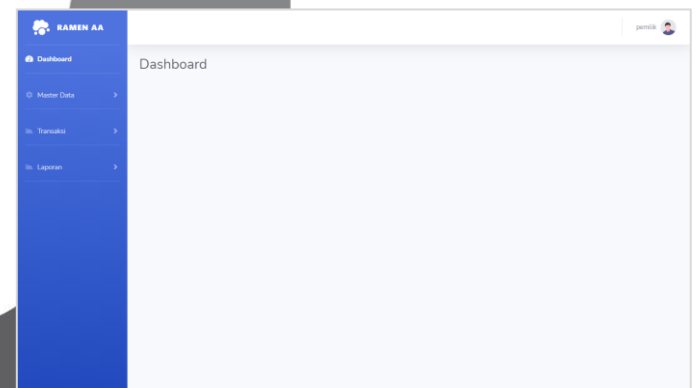 RAMEN AA
pemilik
Dashboard
Dashboard
Master Data
Transaksi
Laporan